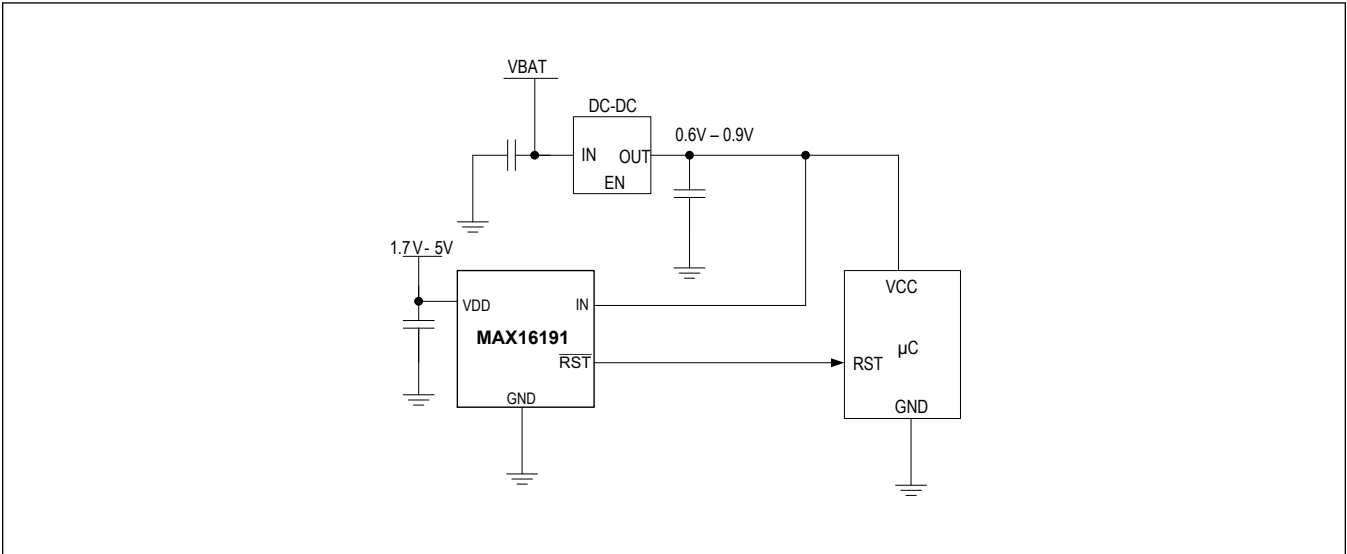 VBAT
DC-DC
IN
OUT
EN
0.6V – 0.9V
1.7V - 5V
VDD
IN
MAX16191
RST
GND
VCC
µC
RST
GND